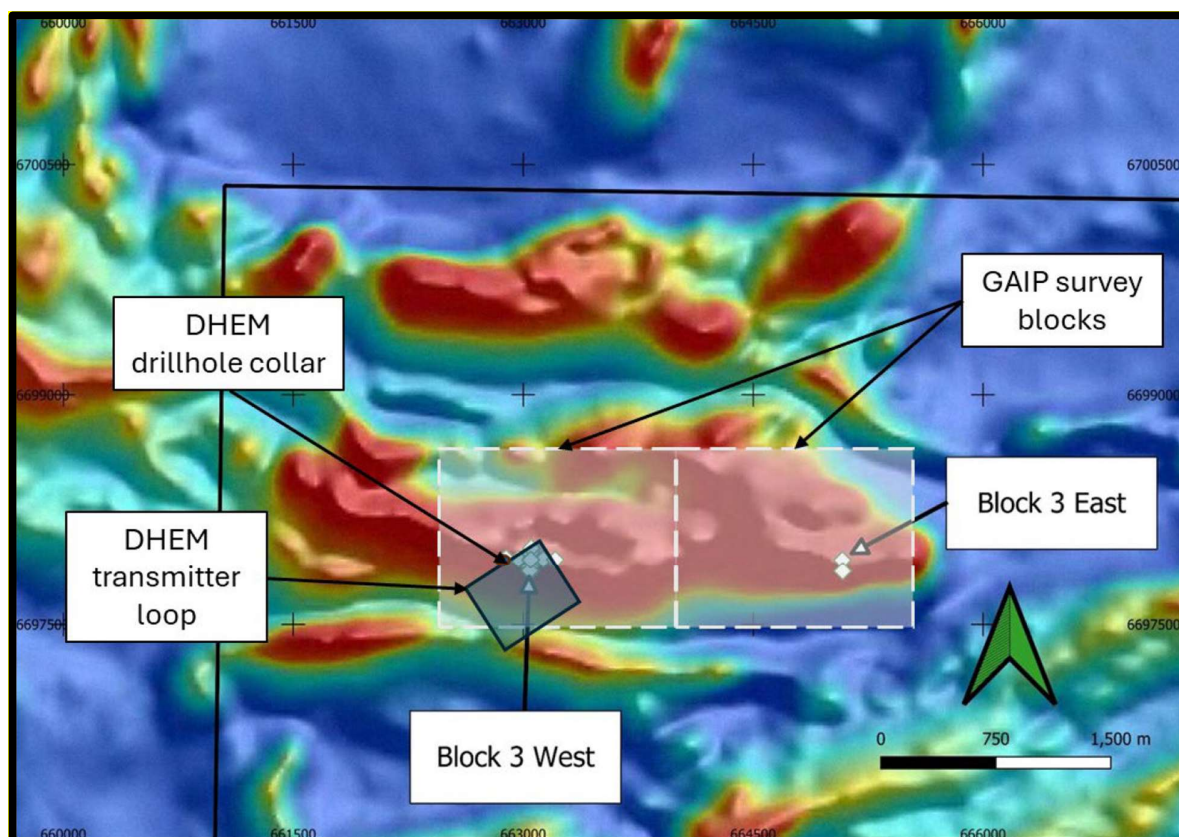 660000 661500 663000 664500 666000
6700500 6700500
GAIP survey
blocks
DHEM
drillhole collar
6699000 6699000
Block 3 East
DHEM
transmitter
loop
6697500 6697500
Block 3 West
0 750 1,500 m
660000 661500 663000 664500 666000